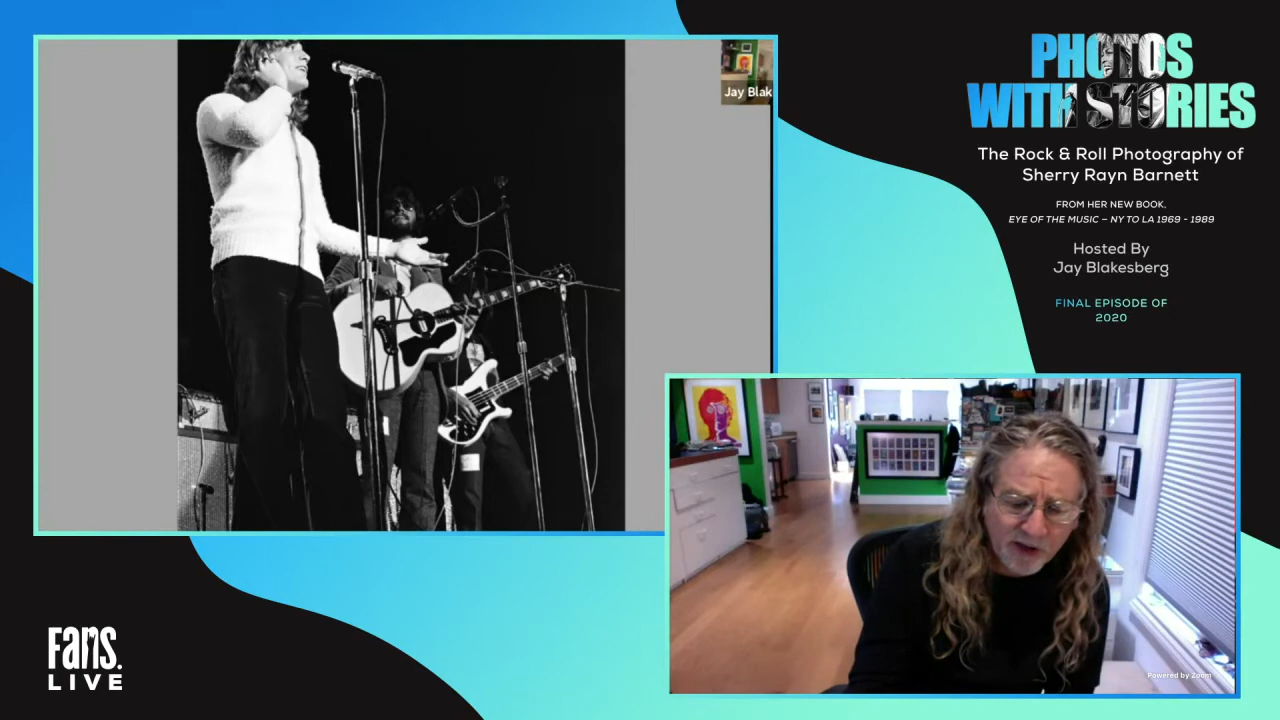 Jay Blak
PHOTOS
WITH STORIES
The Rock & Roll Photography of
Sherry Rayn Barnett
FROM HER NEW BOOK,
EYE OF THE MUSIC – NY TO LA 1969 - 1989
Hosted By
Jay Blakesberg
FINAL EPISODE OF
2020
Fans.
LIVE
Powered by Zoom